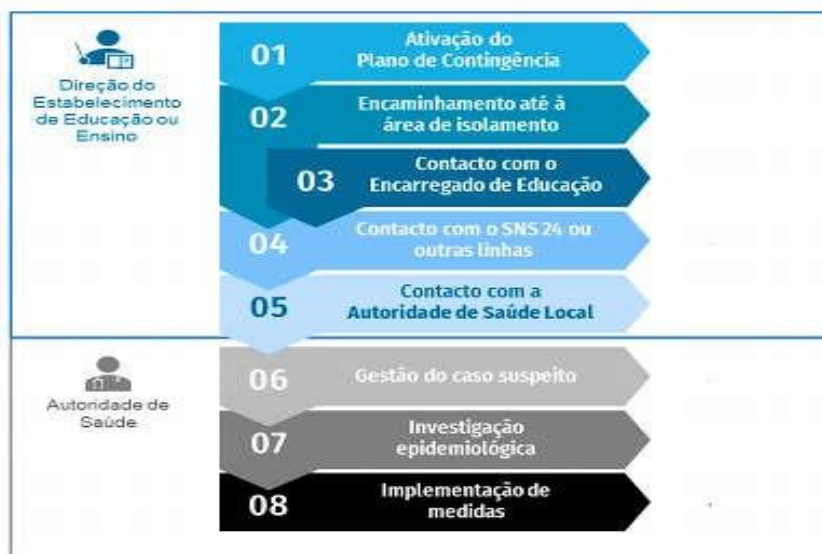 Direção do
Estabelecimento
de Educação ou
Ensino
01
Ativação do
Plano de Contingência
02
Encaminhamento até à
área de isolamento
03
Contacto com o
Encarregado de Educação
04
Contacto com o SNS 24 ou
outras linhas
05
Contacto com a
Autoridade de Saúde Local
Autoridade de
Saúde
06
Gestão do caso suspeito
07
Investigação
epidemiológica
08
Implementação de
medidas